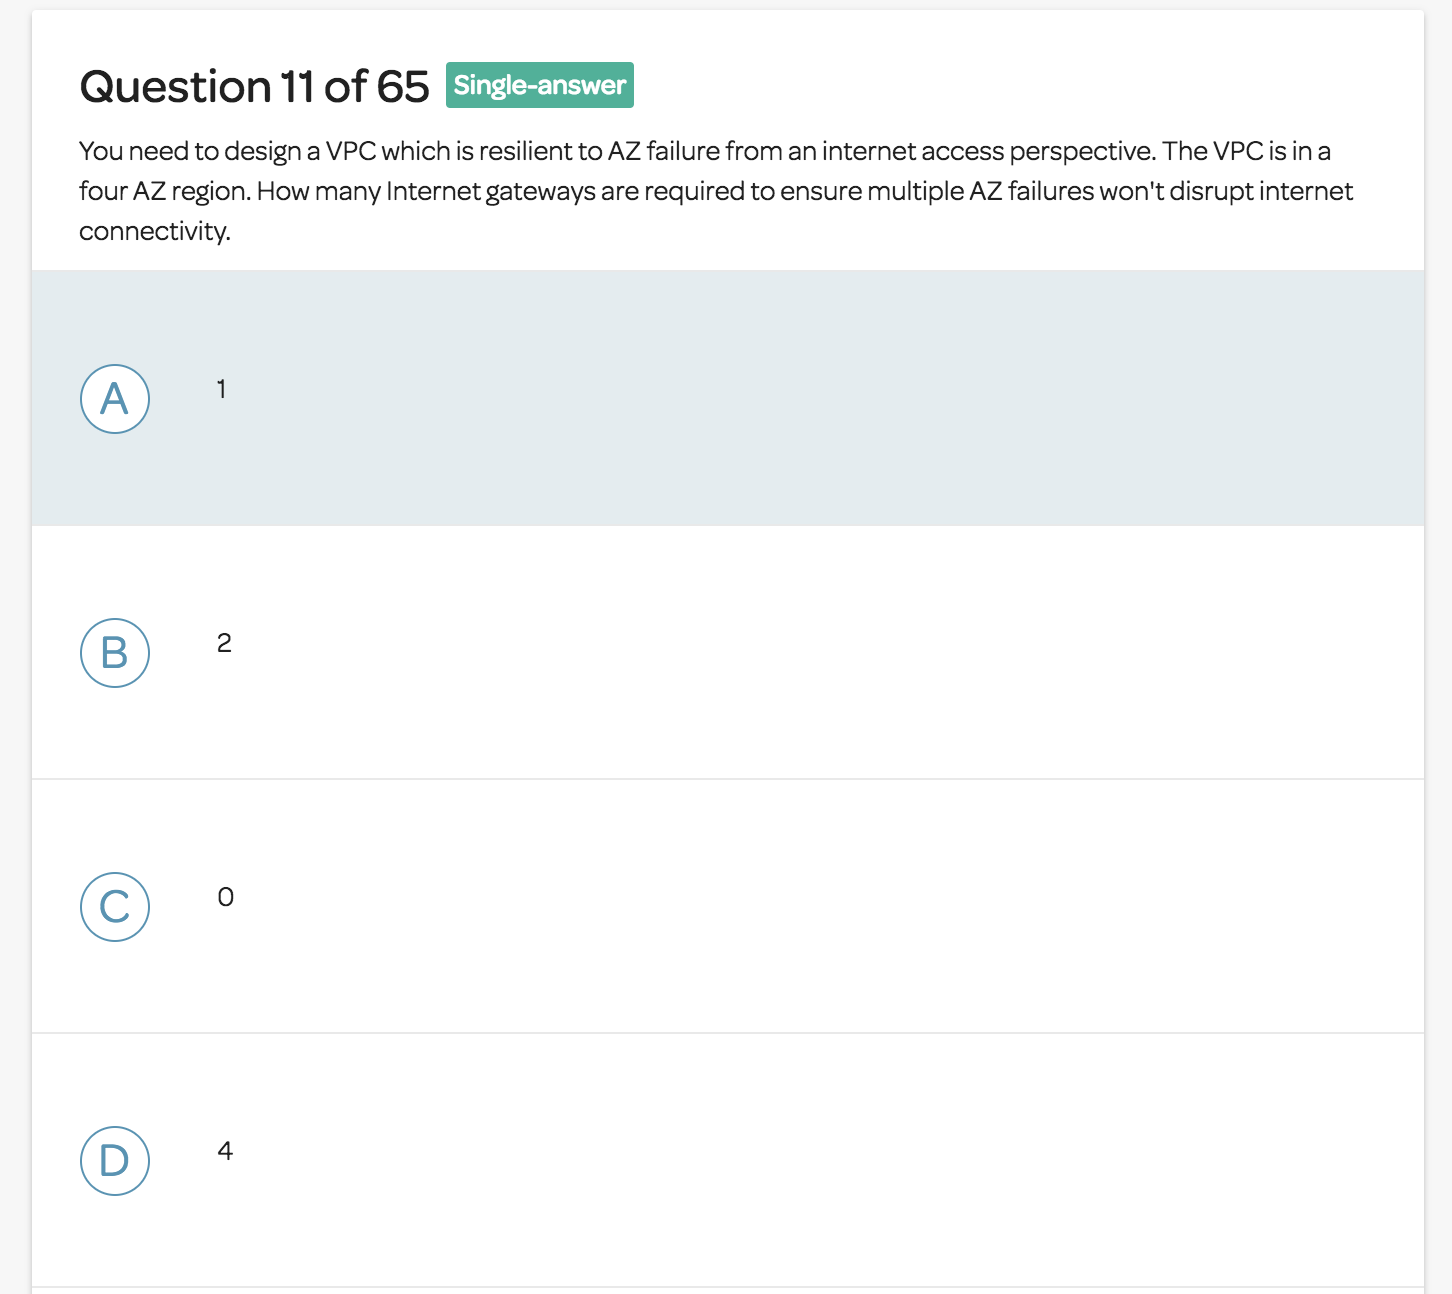 Question 11 of 65 Single-answer
You need to design a VPC which is resilient to AZ failure from an internet access perspective. The VPC is in a
four AZ region. How many Internet gateways are required to ensure multiple AZ failures won't disrupt internet
connectivity.
A 1
B 2
C 0
D 4